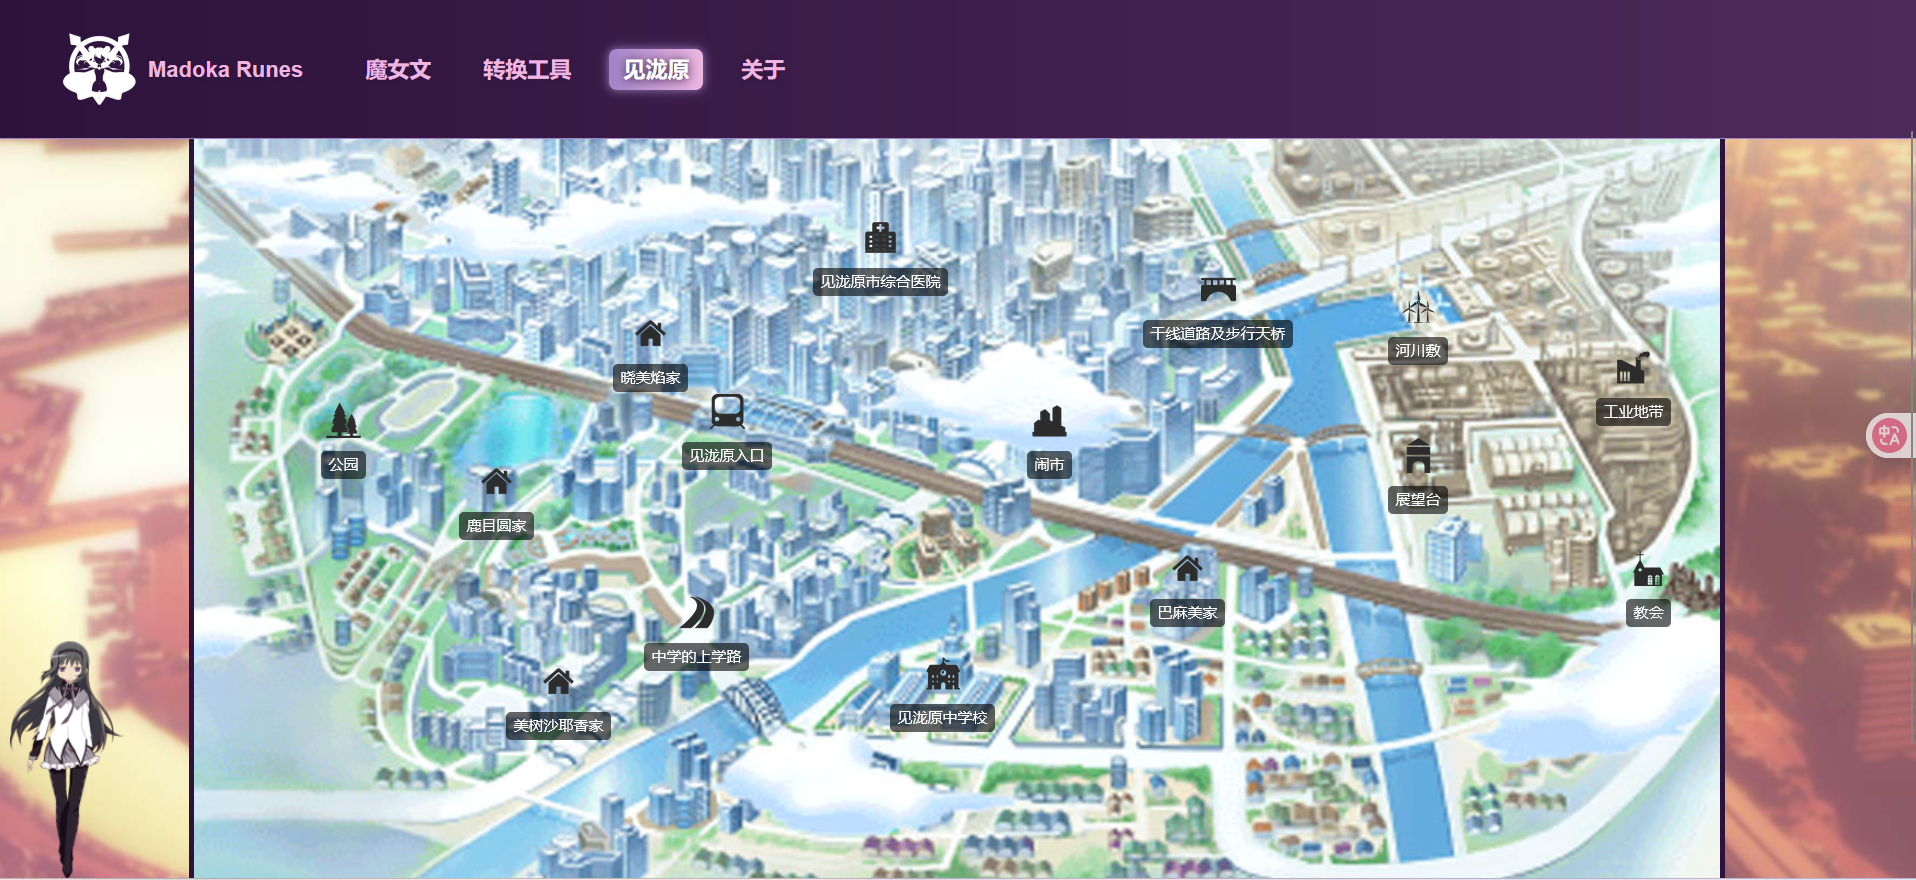 Madoka Runes
魔女文
转换工具
见泷原
关于
见泷原市综合医院
干线道路及步行天桥
河川敷
晓美焰家
工业地带
见泷原入口
公园
闹市
展望台
鹿目圆家
巴麻美家
教会
中学的上学路
见泷原中学校
美树沙耶香家
中A